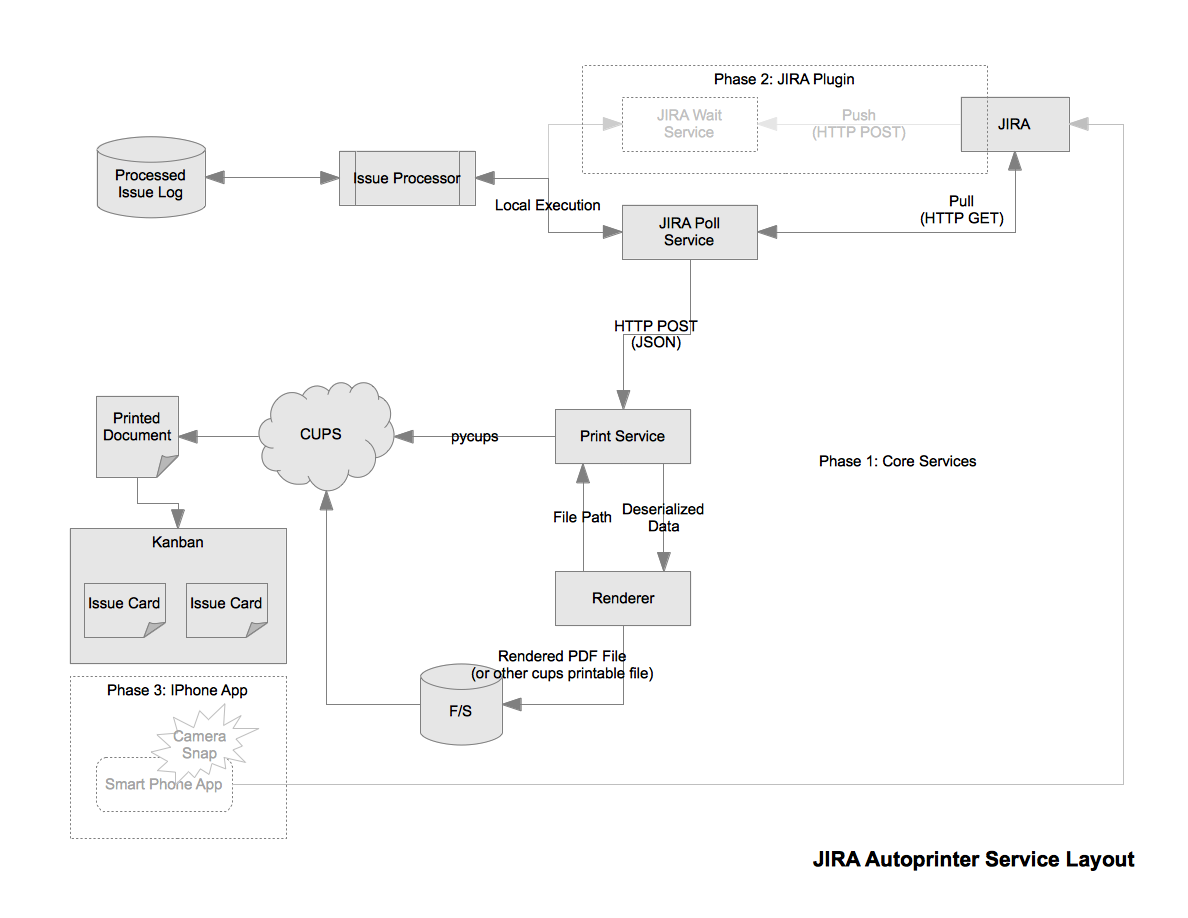 Phase 2: JIRA Plugin
JIRA Wait
Service
Push
(HTTP POST)
JIRA
Processed
Issue Log
Issue Processor
Local Execution
JIRA Poll
Service
Pull
(HTTP GET)
HTTP POST
(JSON)
Printed
Document
CUPS
pycups
Print Service
Phase 1: Core Services
File Path
Deserialized
Data
Kanban
Issue Card
Issue Card
Renderer
Rendered PDF File
(or other cups printable file)
F/S
Phase 3: IPhone App
Camera
Snap
Smart Phone App
JIRA Autoprinter Service Layout